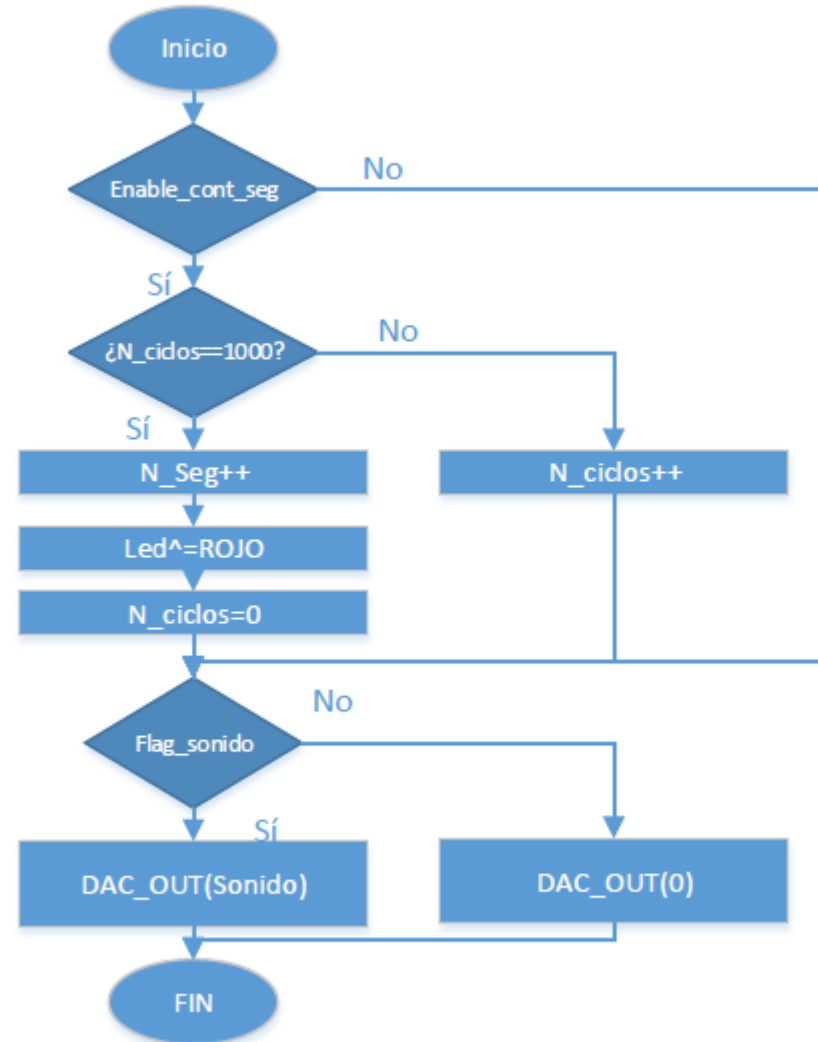 Inicio
Enable_cont_seg
No
Sí
¿N_ciclos==1000?
No
Sí
N_Seg++
N_ciclos++
Led^=ROJO
N_ciclos=0
Flag_sonido
No
Sí
DAC_OUT(Sonido)
DAC_OUT(0)
FIN